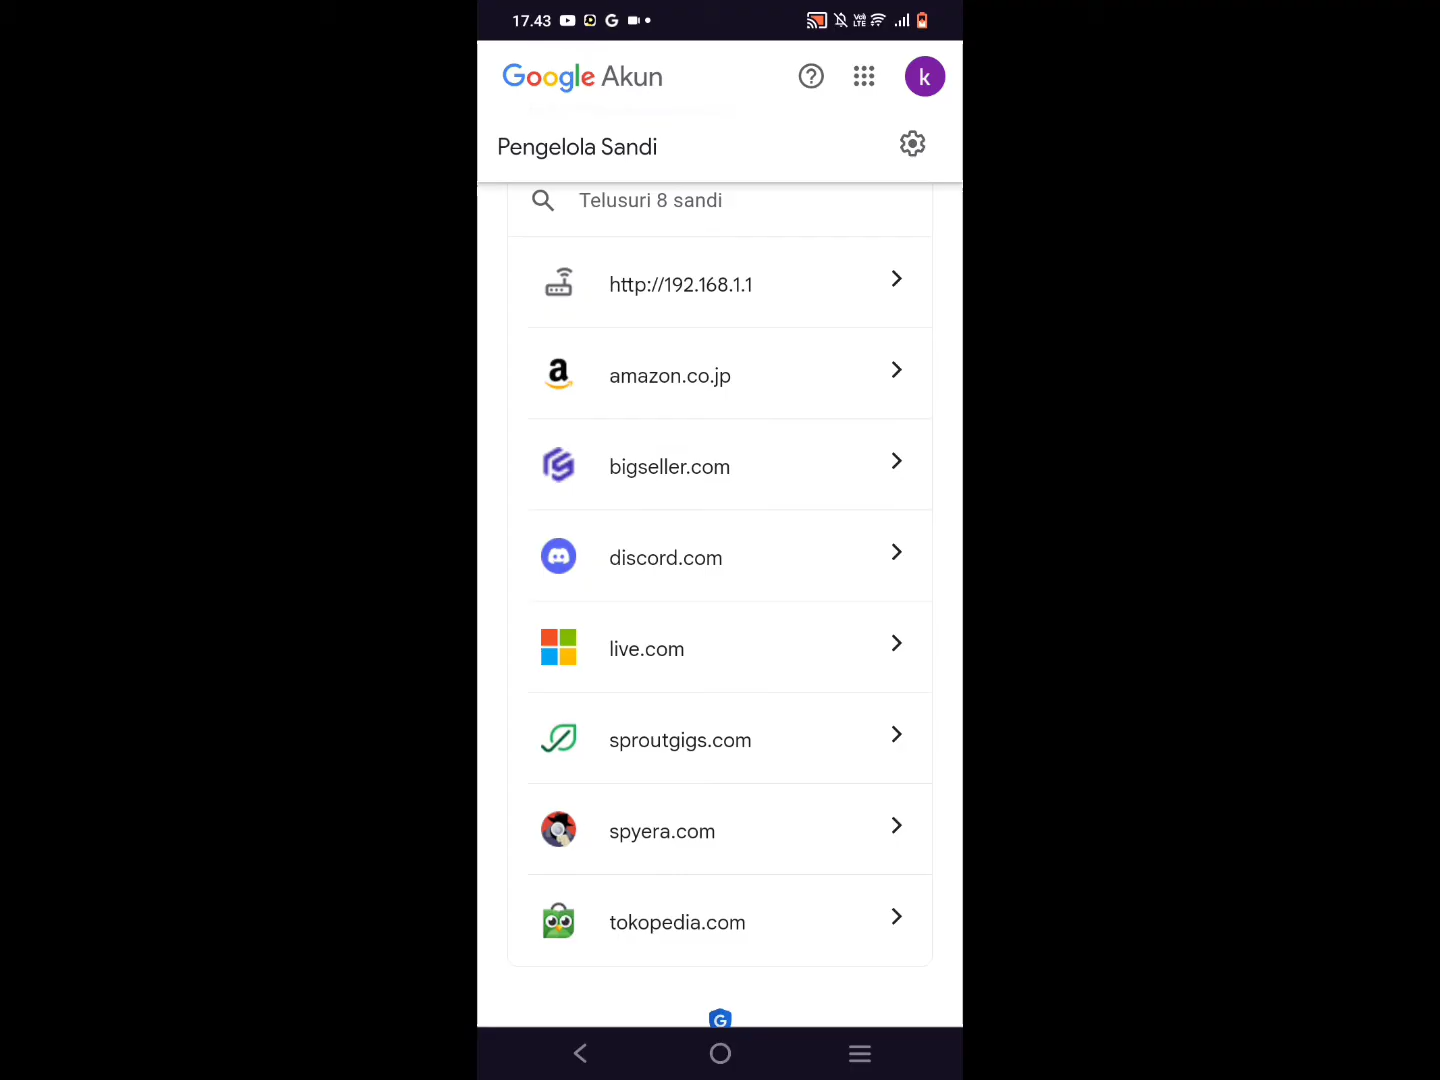 17.43
Google Akun
k
Pengelola Sandi
Telusuri 8 sandi
http://192.168.1.1
amazon.co.jp
bigseller.com
discord.com
live.com
sproutgigs.com
spyera.com
tokopedia.com